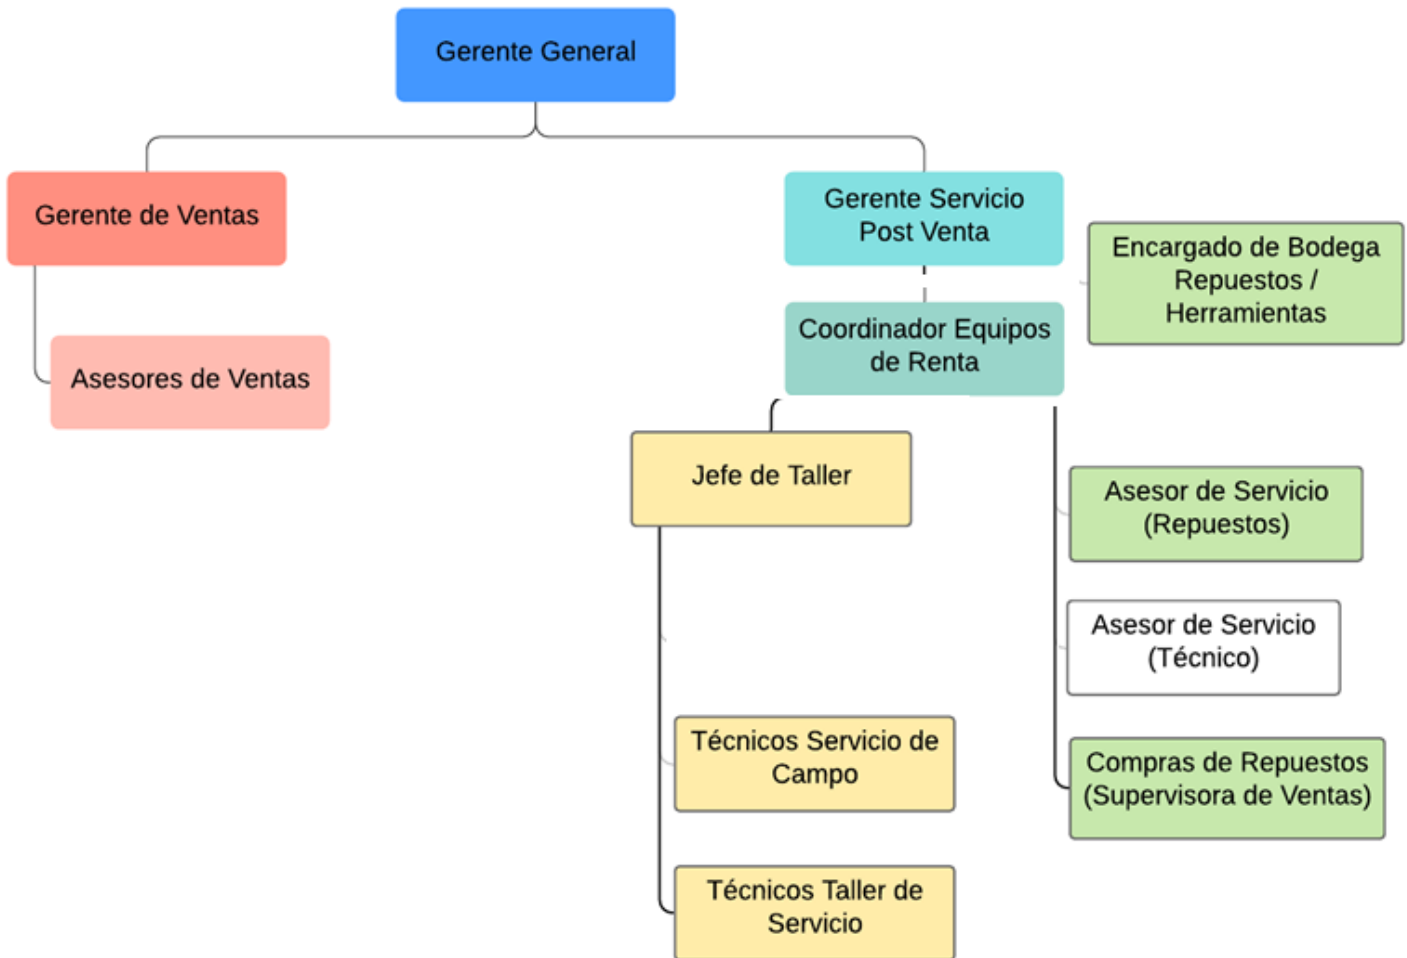 Gerente General
Gerente de Ventas
Gerente Servicio
Post Venta
Encargado de Bodega
Repuestos /
Herramientas
Coordinador Equipos
de Renta
Asesores de Ventas
Jefe de Taller
Asesor de Servicio
(Repuestos)
Asesor de Servicio
(Técnico)
Técnicos Servicio de
Campo
Compras de Repuestos
(Supervisora de Ventas)
Técnicos Taller de
Servicio